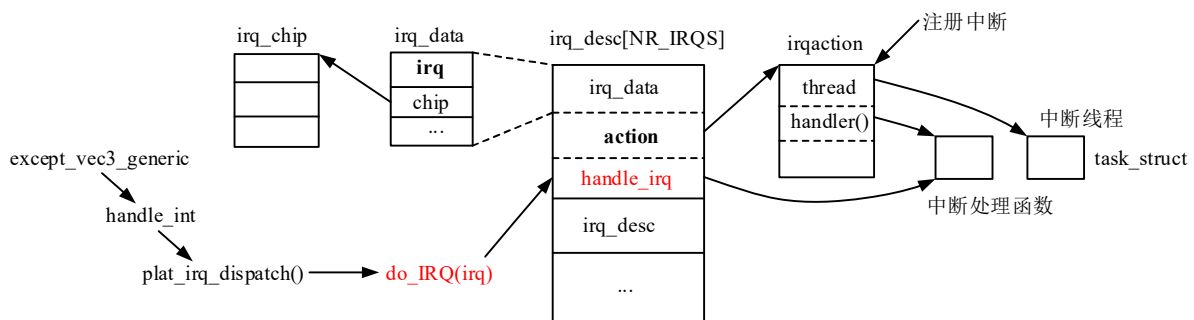 注册中断
irq_chip
irq_data
irq_desc[NR_IRQS]
irqaction
irq
chip
...
irq_data
action
handle_irq
irq_desc
...
thread
handler()
中断线程
task_struct
中断处理函数
except_vec3_generic
handle_int
plat_irq_dispatch()
do_IRQ(irq)